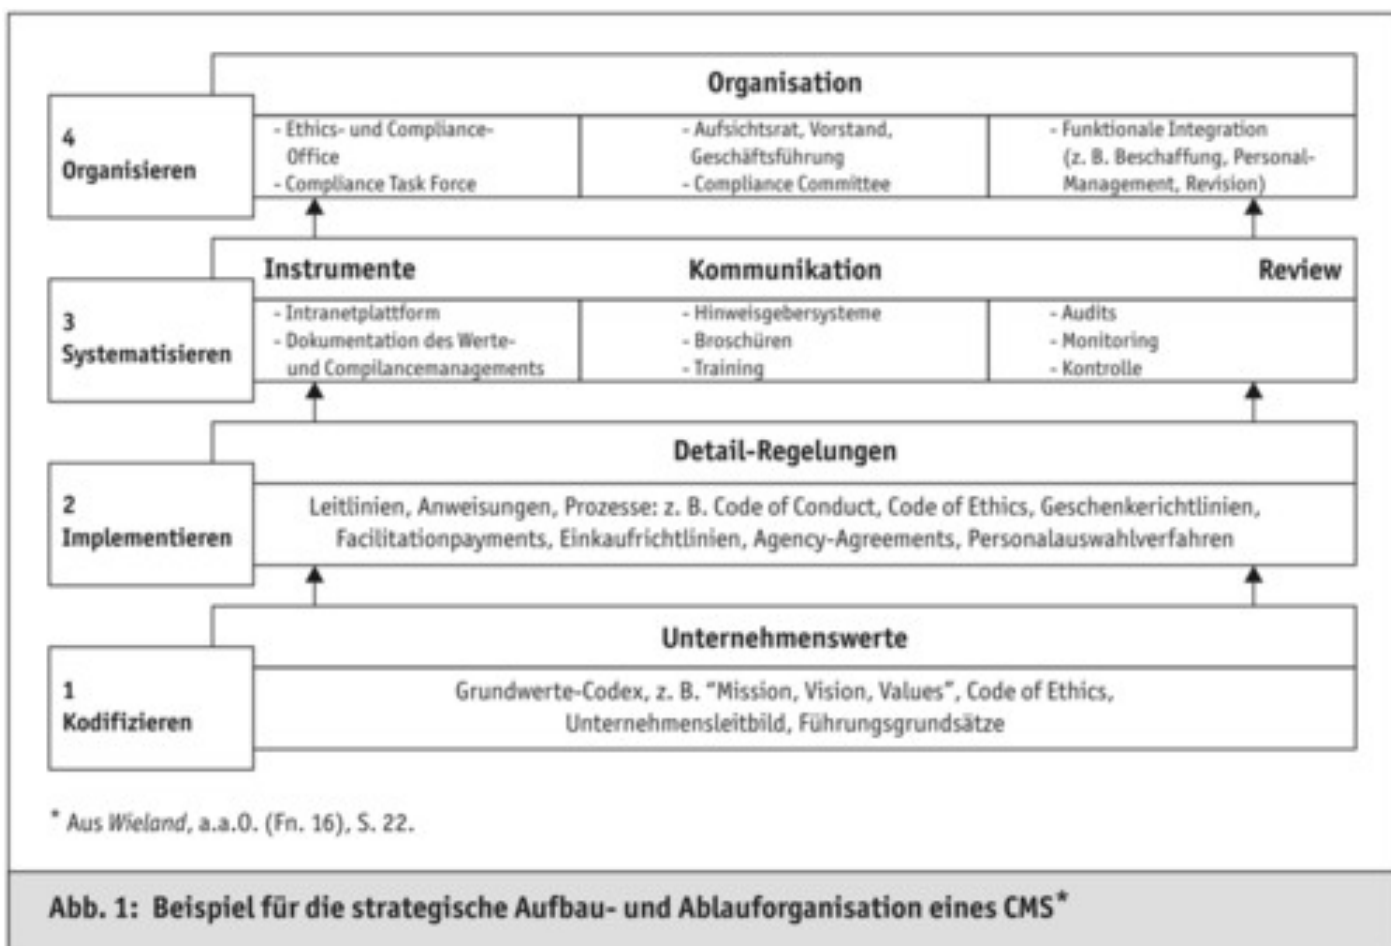 Organisation
4
Organisieren
- Ethics- und Compliance-
Office
- Compliance Task Force
- Aufsichtsrat, Vorstand,
Geschäftsführung
- Compliance Committee
- Funktionale Integration
(z. B. Beschaffung, Personal-
Management, Revision)
Instrumente
Kommunikation
Review
3
Systematisieren
- Intranetplattform
- Dokumentation des Werte-
und Compilancemanagements
- Hinweisgebersysteme
- Broschüren
- Training
- Audits
- Monitoring
- Kontrolle
Detail-Regelungen
2
Implementieren
Leitlinien, Anweisungen, Prozesse: z. B. Code of Conduct, Code of Ethics, Geschenkerichtlinien,
Facilitationpayments, Einkaufrichtlinien, Agency-Agreements, Personalauswahlverfahren
Unternehmenswerte
1
Kodifizieren
Grundwerte-Codex, z. B. "Mission, Vision, Values", Code of Ethics,
Unternehmensleitbild, Führungsgrundsätze
* Aus Wieland, a.a.O. (Fn. 16), S. 22.
Abb. 1: Beispiel für die strategische Aufbau- und Ablauforganisation eines CMS*